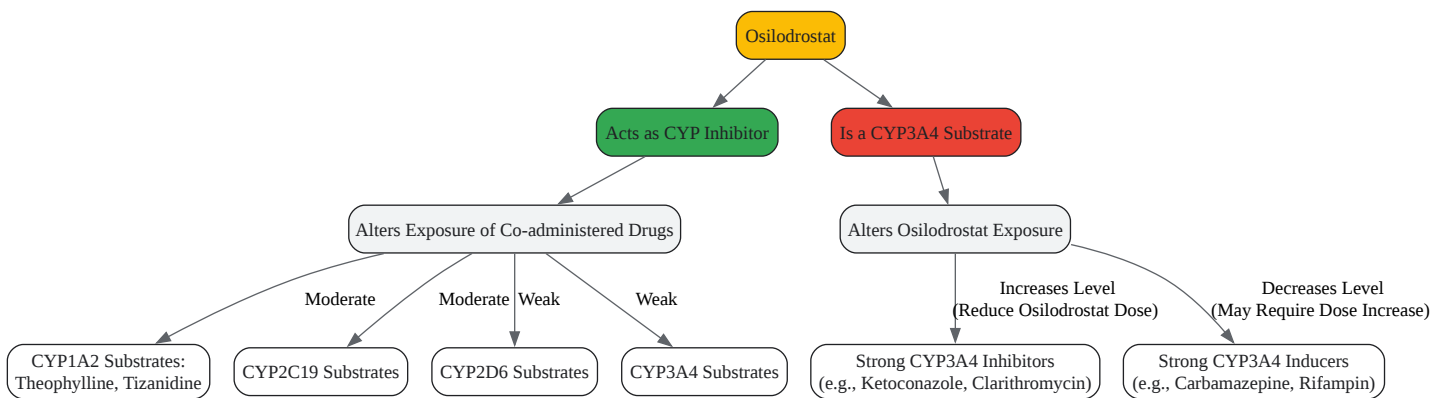 Osilodrostat
Acts as CYP Inhibitor
Is a CYP3A4 Substrate
Alters Exposure of Co-administered Drugs
Alters Osilodrostat Exposure
Moderate
Moderate
Weak
Weak
Increases Level
(Reduce Osilodrostat Dose)
Decreases Level
(May Require Dose Increase)
CYP1A2 Substrates:
Theophylline, Tizanidine
CYP2C19 Substrates
CYP2D6 Substrates
CYP3A4 Substrates
Strong CYP3A4 Inhibitors
(e.g., Ketoconazole, Clarithromycin)
Strong CYP3A4 Inducers
(e.g., Carbamazepine, Rifampin)